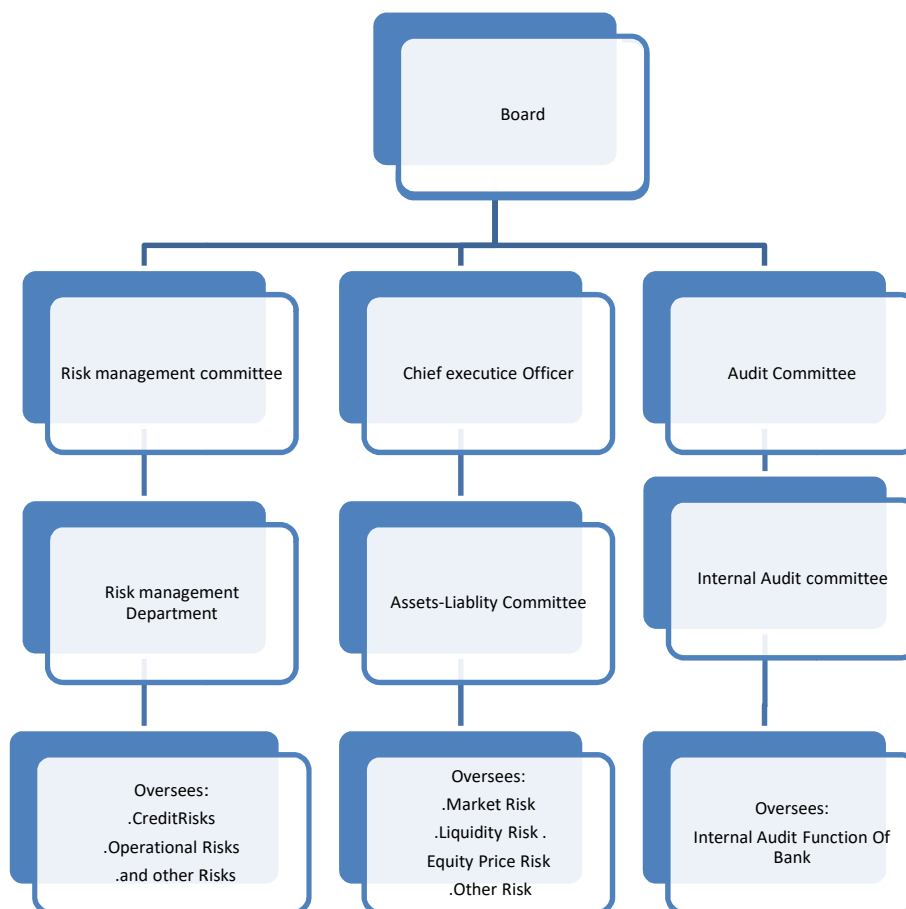 Board
Risk management committee
Chief executice Officer
Audit Committee
Risk management
Department
Assets-Liablity Committee
Internal Audit committee
Oversees:
.CreditRisks
.Operational Risks
.and other Risks
Oversees:
.Market Risk
.Liquidity Risk .
Equity Price Risk
.Other Risk
Oversees:
Internal Audit Function Of
Bank